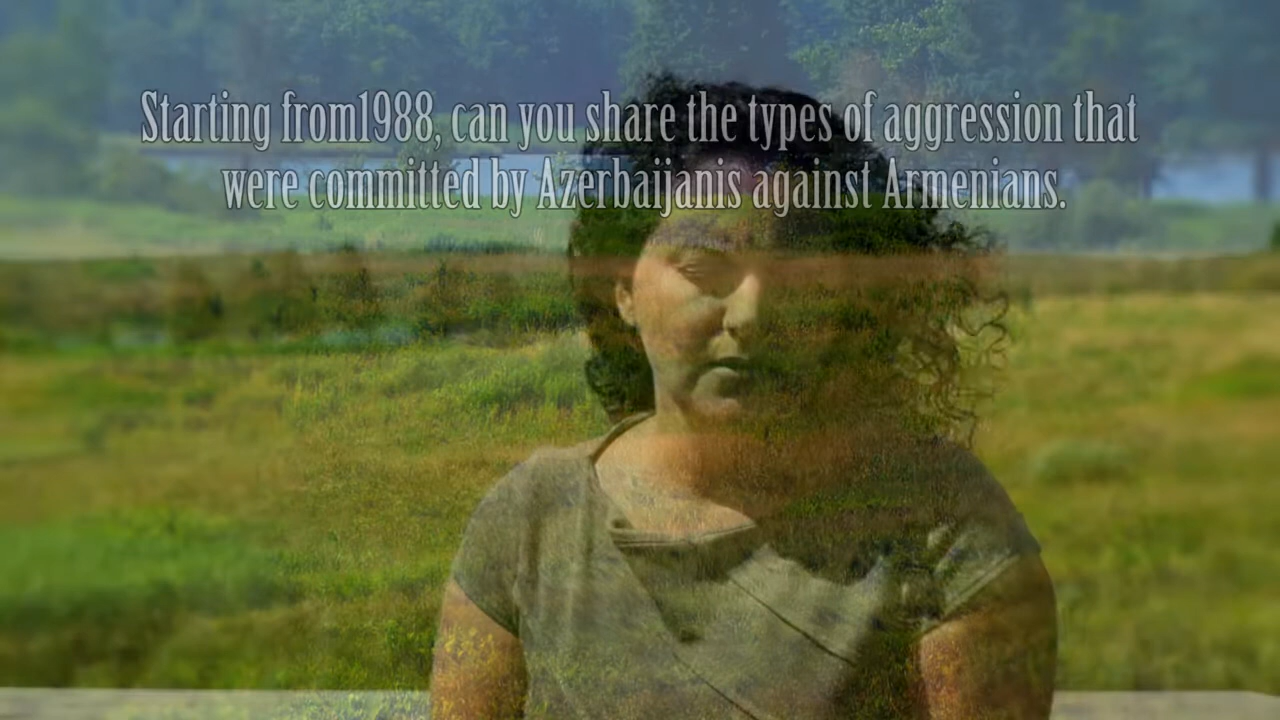 Starting from1988, can you share the types of aggression that
were committed by Azerbaijanis against Armenians.